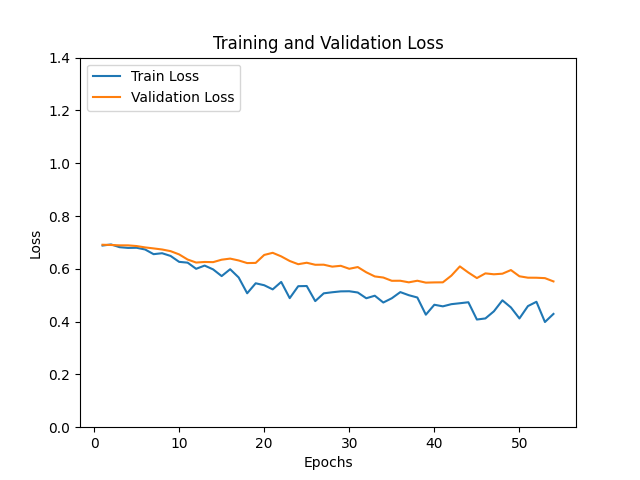 Training and Validation Loss
Train Loss
Validation Loss
Loss
1.4
1.2
1.0
0.8
0.6
0.4
0.2
0.0
0 10 20 30 40 50
Epochs